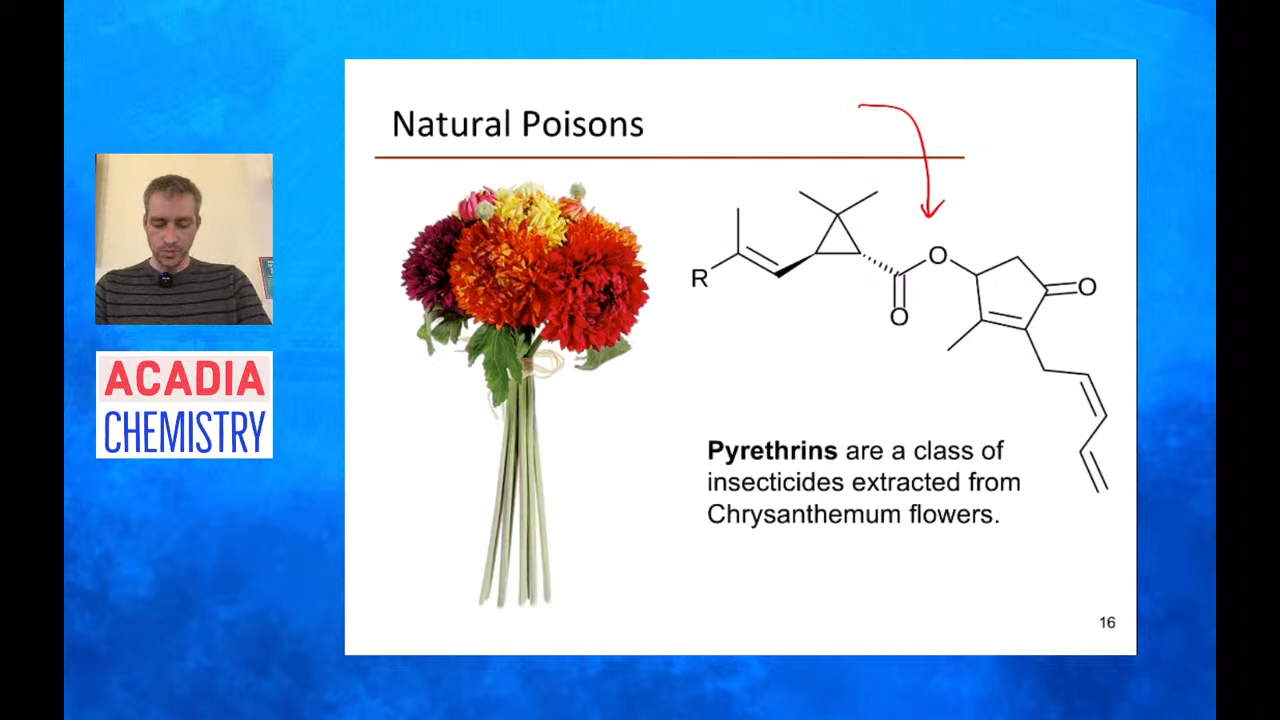 Natural Poisons
ACADIA
CHEMISTRY
R
O
O
O
Pyrethrins are a class of
insecticides extracted from
Chrysanthemum flowers.
16